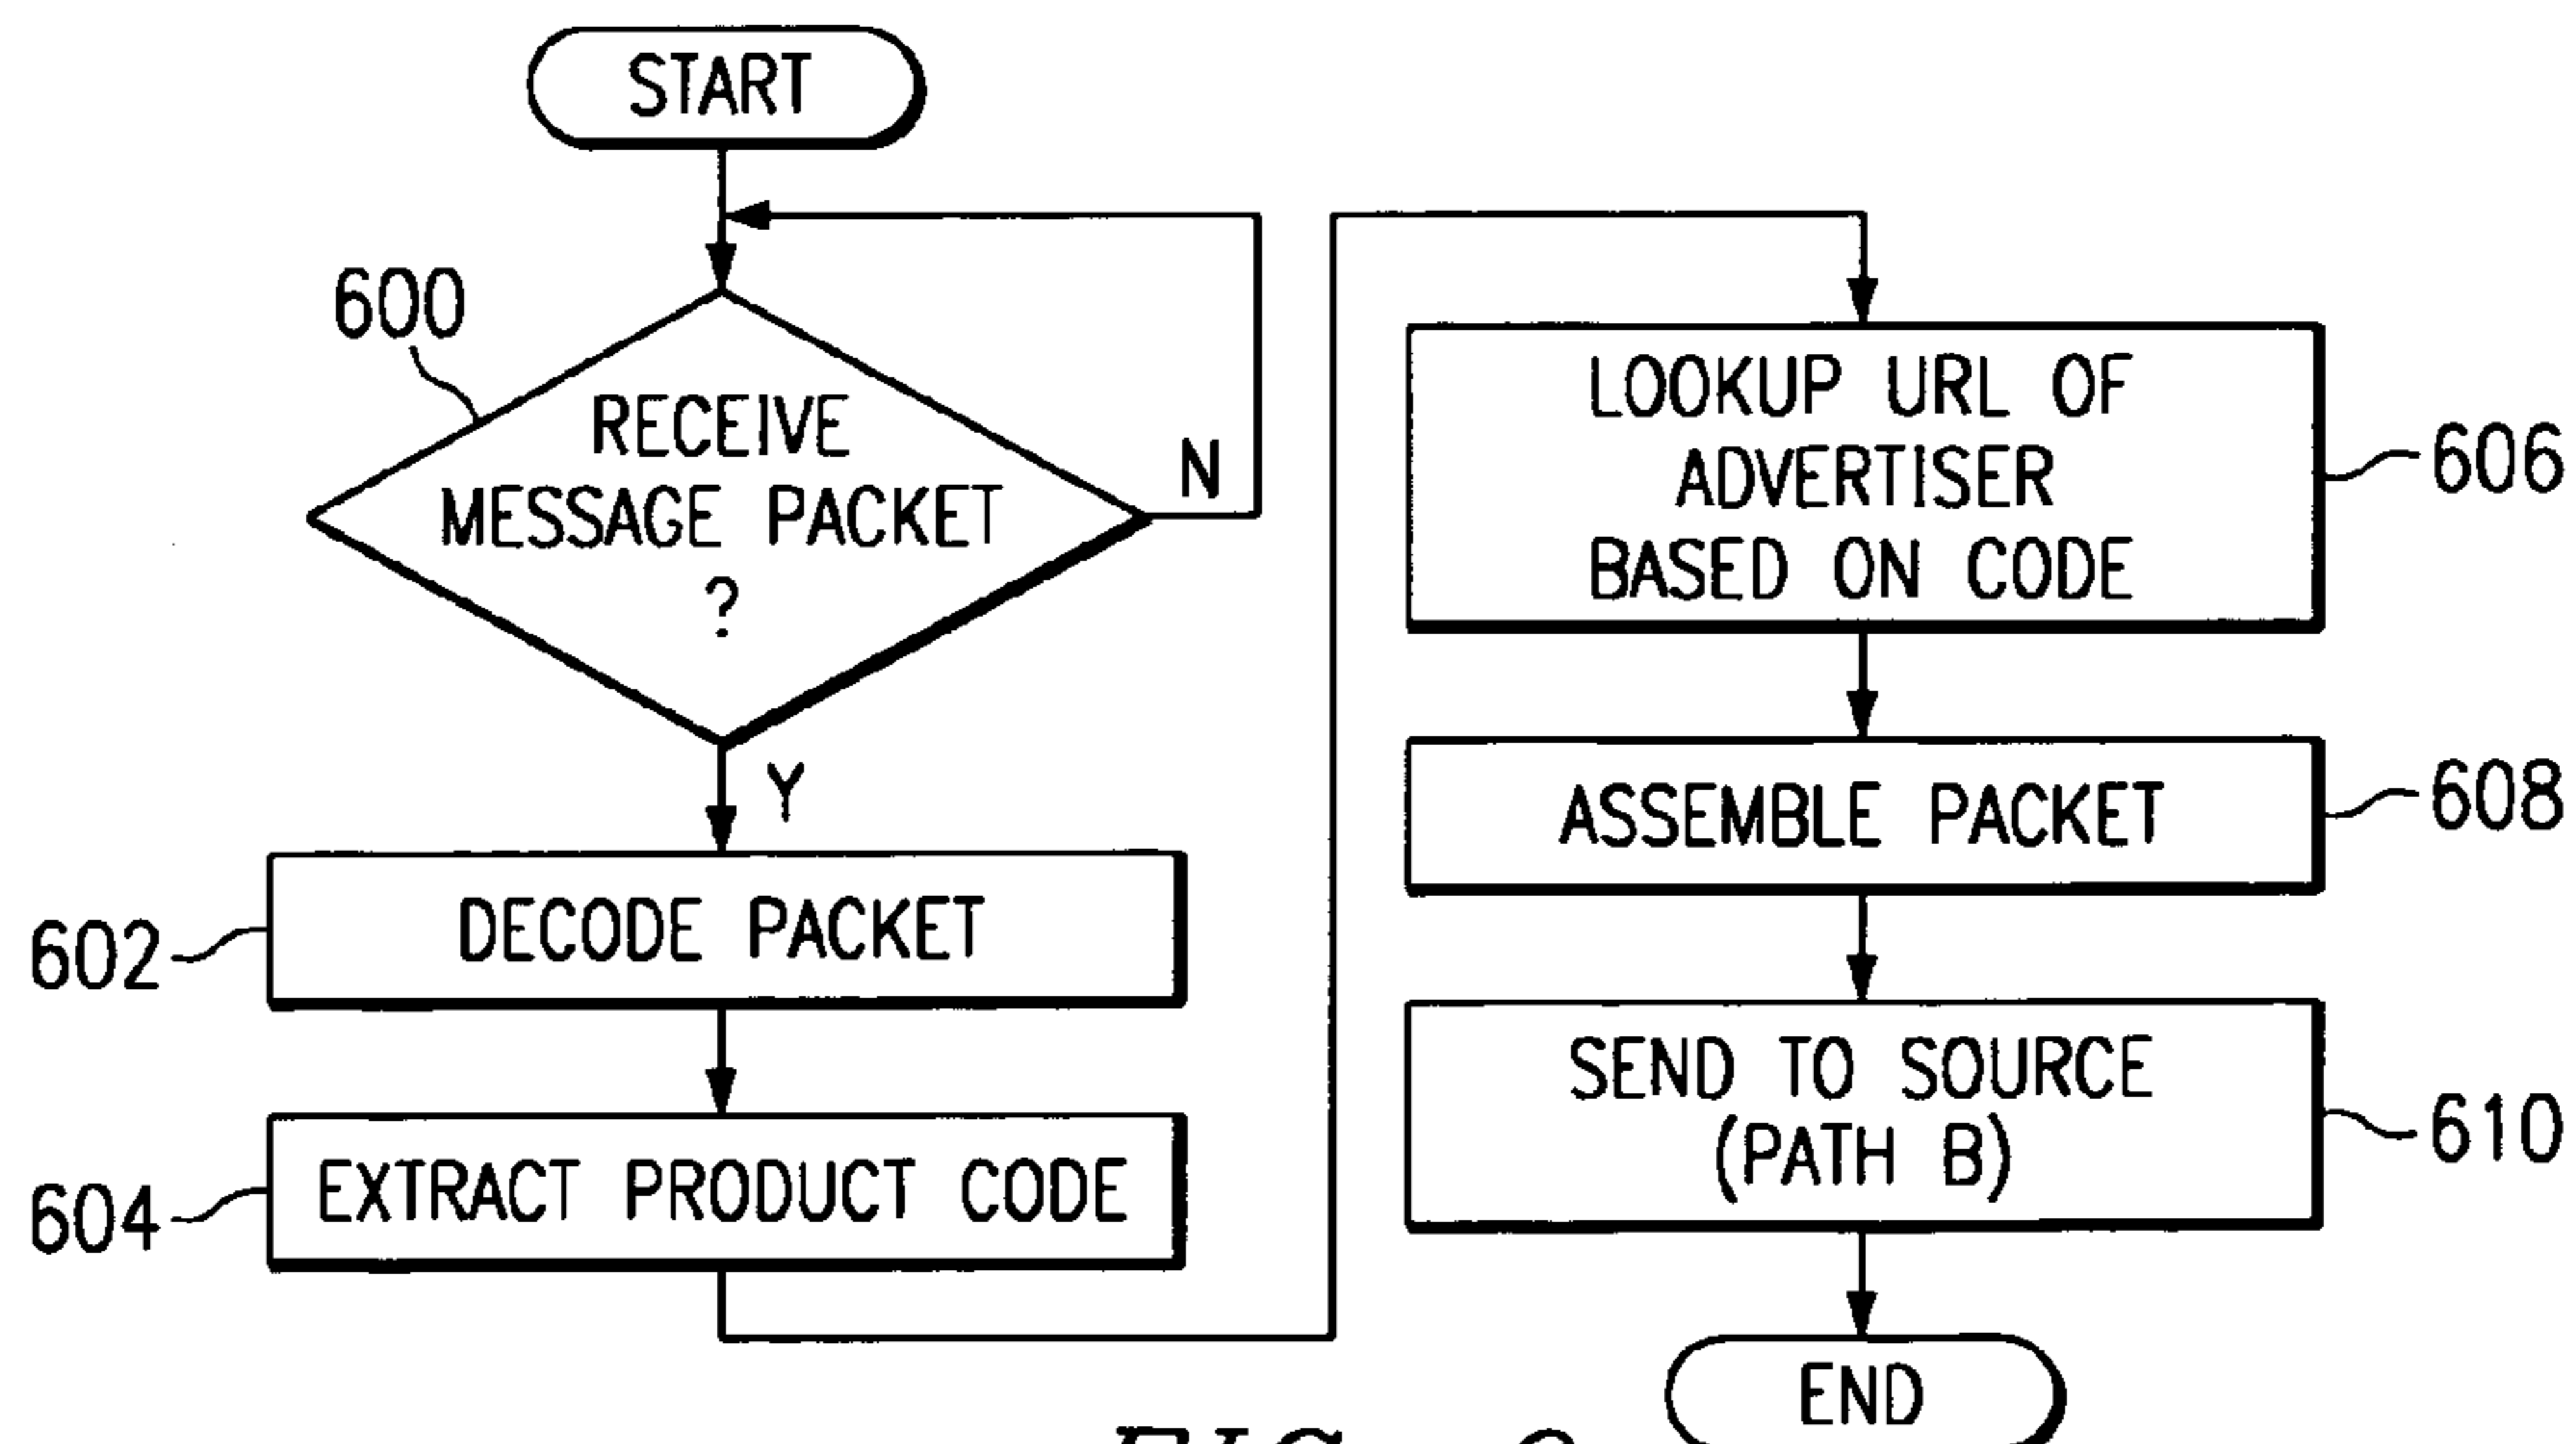 START
600
RECEIVE
MESSAGE PACKET
?
N
Y
602
DECODE PACKET
604
EXTRACT PRODUCT CODE
LOOKUP URL OF
ADVERTISER
BASED ON CODE
606
ASSEMBLE PACKET
608
SEND TO SOURCE
(PATH B)
610
END